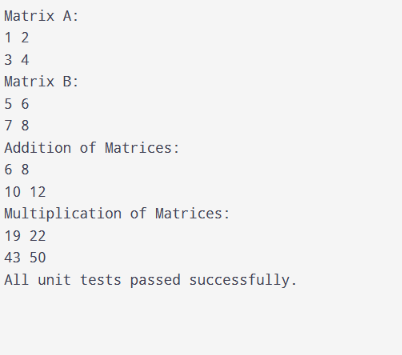 Matrix A:
1 2
3 4
Matrix B:
5 6
7 8
Addition of Matrices:
6 8
10 12
Multiplication of Matrices:
19 22
43 50
All unit tests passed successfully.